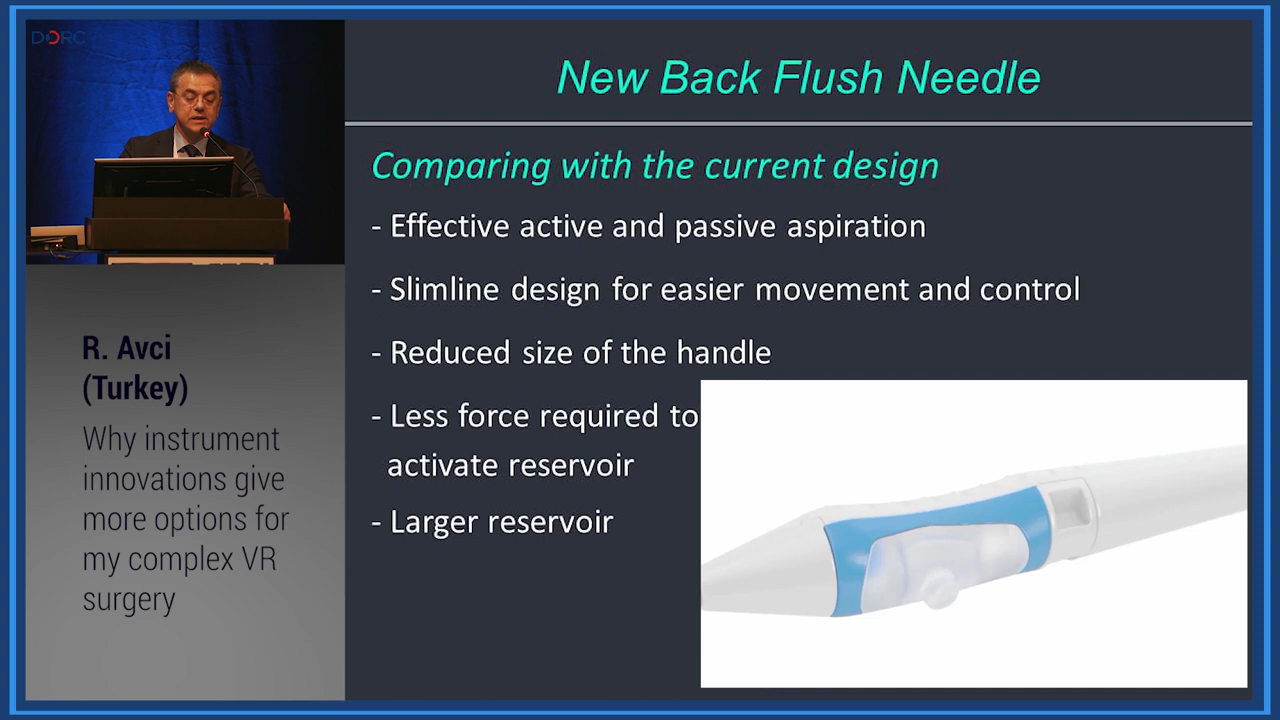 DORC
New Back Flush Needle
Comparing with the current design
- Effective active and passive aspiration
- Slimline design for easier movement and control
- Reduced size of the handle
- Less force required to
activate reservoir
- Larger reservoir
R. Avci
(Turkey)
Why instrument
innovations give
more options for
my complex VR
surgery